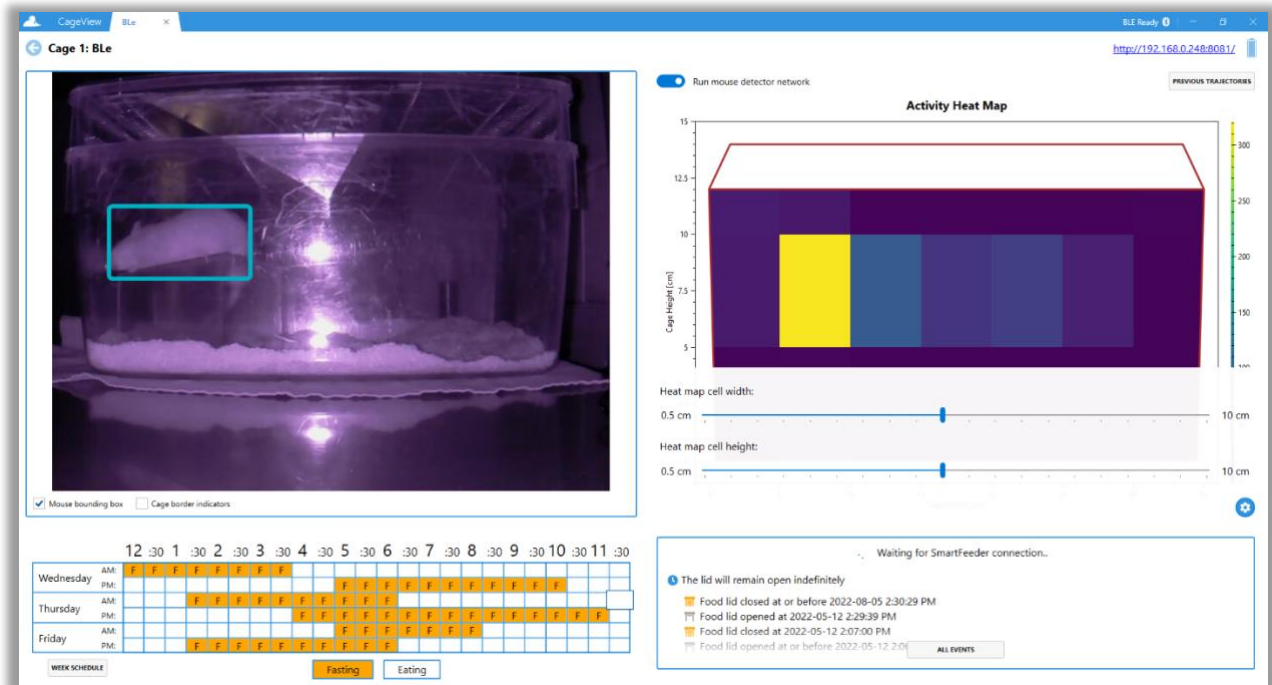 CageView
BLe
BLE Ready
Cage 1: BLe
http://192.168.0.248:8081/
Run mouse detector network
PREVIOUS TRAJECTORIES
Activity Heat Map
15
12.5
10
7.5
5
Cage Height [cm]
300
250
200
150
100
Heat map cell width:
0.5 cm 10 cm
Heat map cell height:
0.5 cm 10 cm
Mouse bounding box Cage border indicators
12 :30 1 :30 2 :30 3 :30 4 :30 5 :30 6 :30 7 :30 8 :30 9 :30 10 :30 11 :30
Wednesday
AM: F F F F F F F F
PM: F F F F F F F F F F F
Thursday
AM: F F F F F F F F F F
PM: F F F F F F F F F F F F F F F
Friday
AM: F F F F F F F
PM: F F F F F F F F F F
WEEK SCHEDULE
Fasting Eating
Waiting for SmartFeeder connection..
The lid will remain open indefinitely
Food lid closed at or before 2022-08-05 2:30:29 PM
Food lid opened at 2022-05-12 2:29:39 PM
Food lid closed at 2022-05-12 2:07:00 PM
Food lid opened at or before 2022-05-12
ALL EVENTS